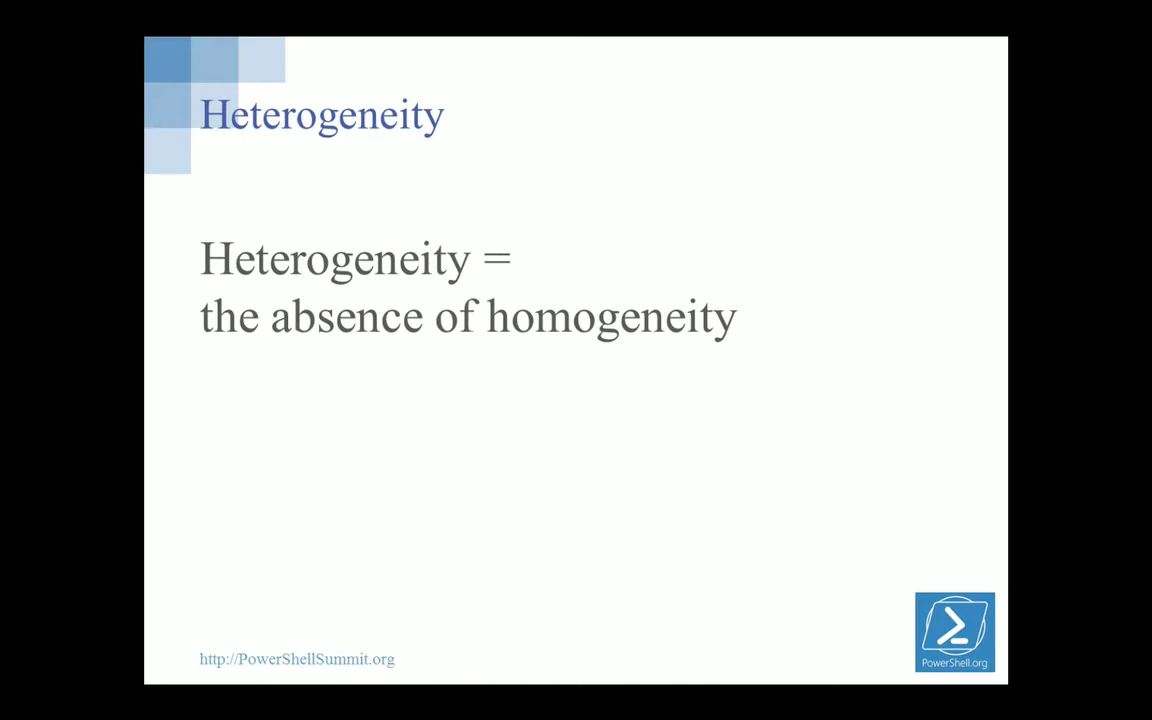 Heterogeneity
Heterogeneity =
the absence of homogeneity
http://PowerShellSummit.org
PowerShell.org